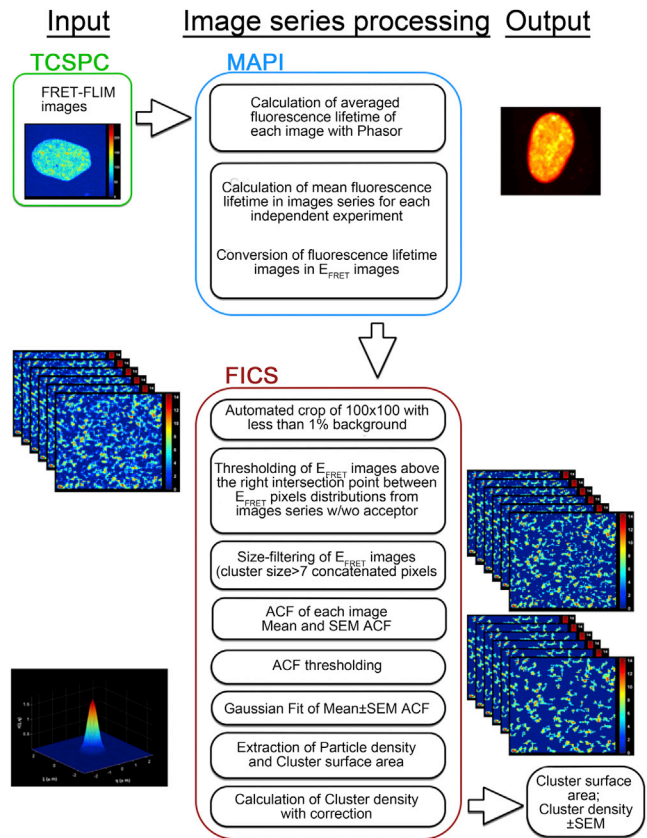 Input Image series processing Output
TCSPC
FRET-FLIM
images
MAPI
Calculation of averaged
fluorescence lifetime of
each image with Phasor
Calculation of mean fluorescence
lifetime in images series for each
independent experiment
Conversion of fluorescence lifetime
images in E_FRET images
FICS
Automated crop of 100x100 with
less than 1% background
Thresholding of E_FRET images above
the right intersection point between
E_FRET pixels distributions from
images series w/wo acceptor
Size-filtering of E_FRET images
(cluster size>7 concatenated pixels
ACF of each image
Mean and SEM ACF
ACF thresholding
Gaussian Fit of Mean±SEM ACF
Extraction of Particle density
and Cluster surface area
Calculation of Cluster density
with correction
Cluster surface
area;
Cluster density
±SEM